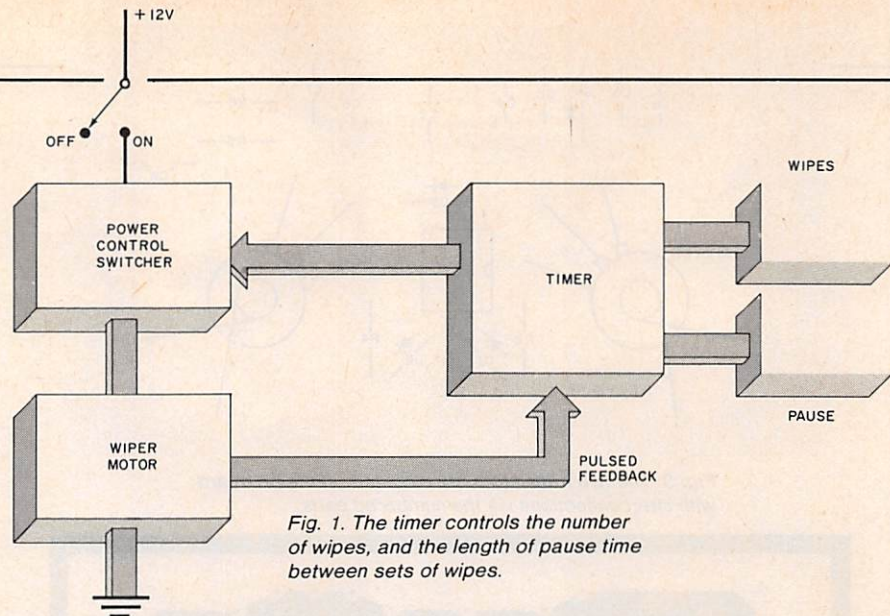 +12V
OFF
ON
POWER
CONTROL
SWITCHER
TIMER
WIPES
PAUSE
WIPER
MOTOR
PULSED
FEEDBACK
Fig. 1. The timer controls the number
of wipes, and the length of pause time
between sets of wipes.